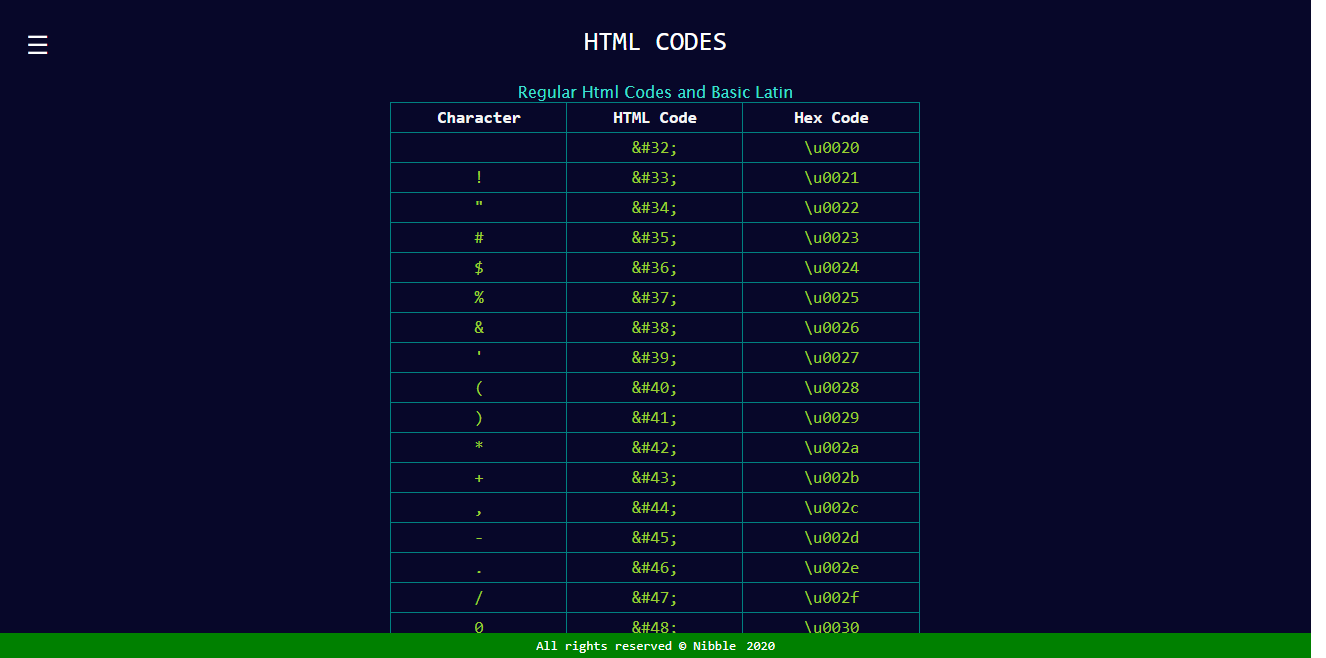 ☰
HTML CODES
Regular Html Codes and Basic Latin
Character HTML Code Hex Code
&#32; \u0020
! &#33; \u0021
" &#34; \u0022
# &#35; \u0023
$ &#36; \u0024
% &#37; \u0025
& &#38; \u0026
' &#39; \u0027
( &#40; \u0028
) &#41; \u0029
* &#42; \u002a
+ &#43; \u002b
, &#44; \u002c
- &#45; \u002d
. &#46; \u002e
/ &#47; \u002f
0 &#48; \u0030
All rights reserved © Nibble 2020